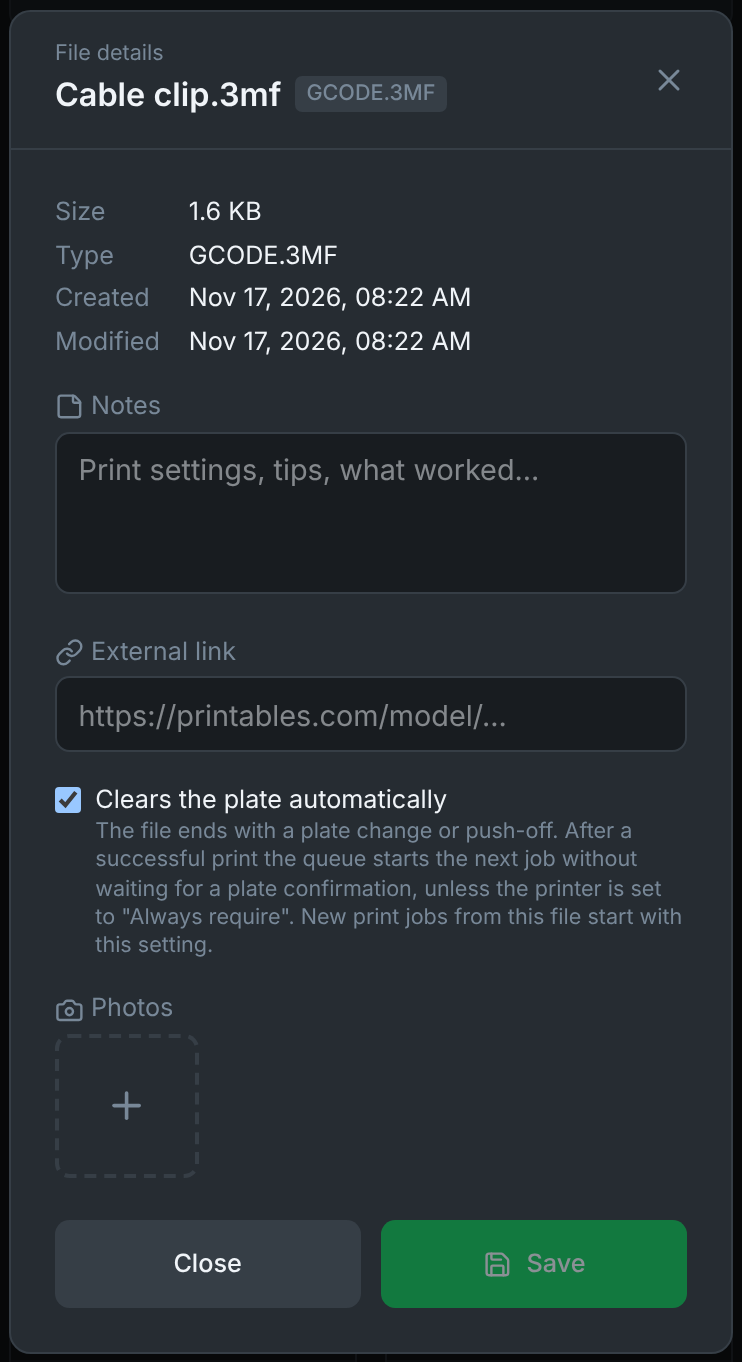 File details
Cable clip.3mf GCODE.3MF
Size 1.6 KB
Type GCODE.3MF
Created Nov 17, 2026, 08:22 AM
Modified Nov 17, 2026, 08:22 AM
Notes
Print settings, tips, what worked...
External link
https://printables.com/model/...
Clears the plate automatically
The file ends with a plate change or push-off. After a
successful print the queue starts the next job without
waiting for a plate confirmation, unless the printer is set
to "Always require". New print jobs from this file start with
this setting.
Photos
Close Save